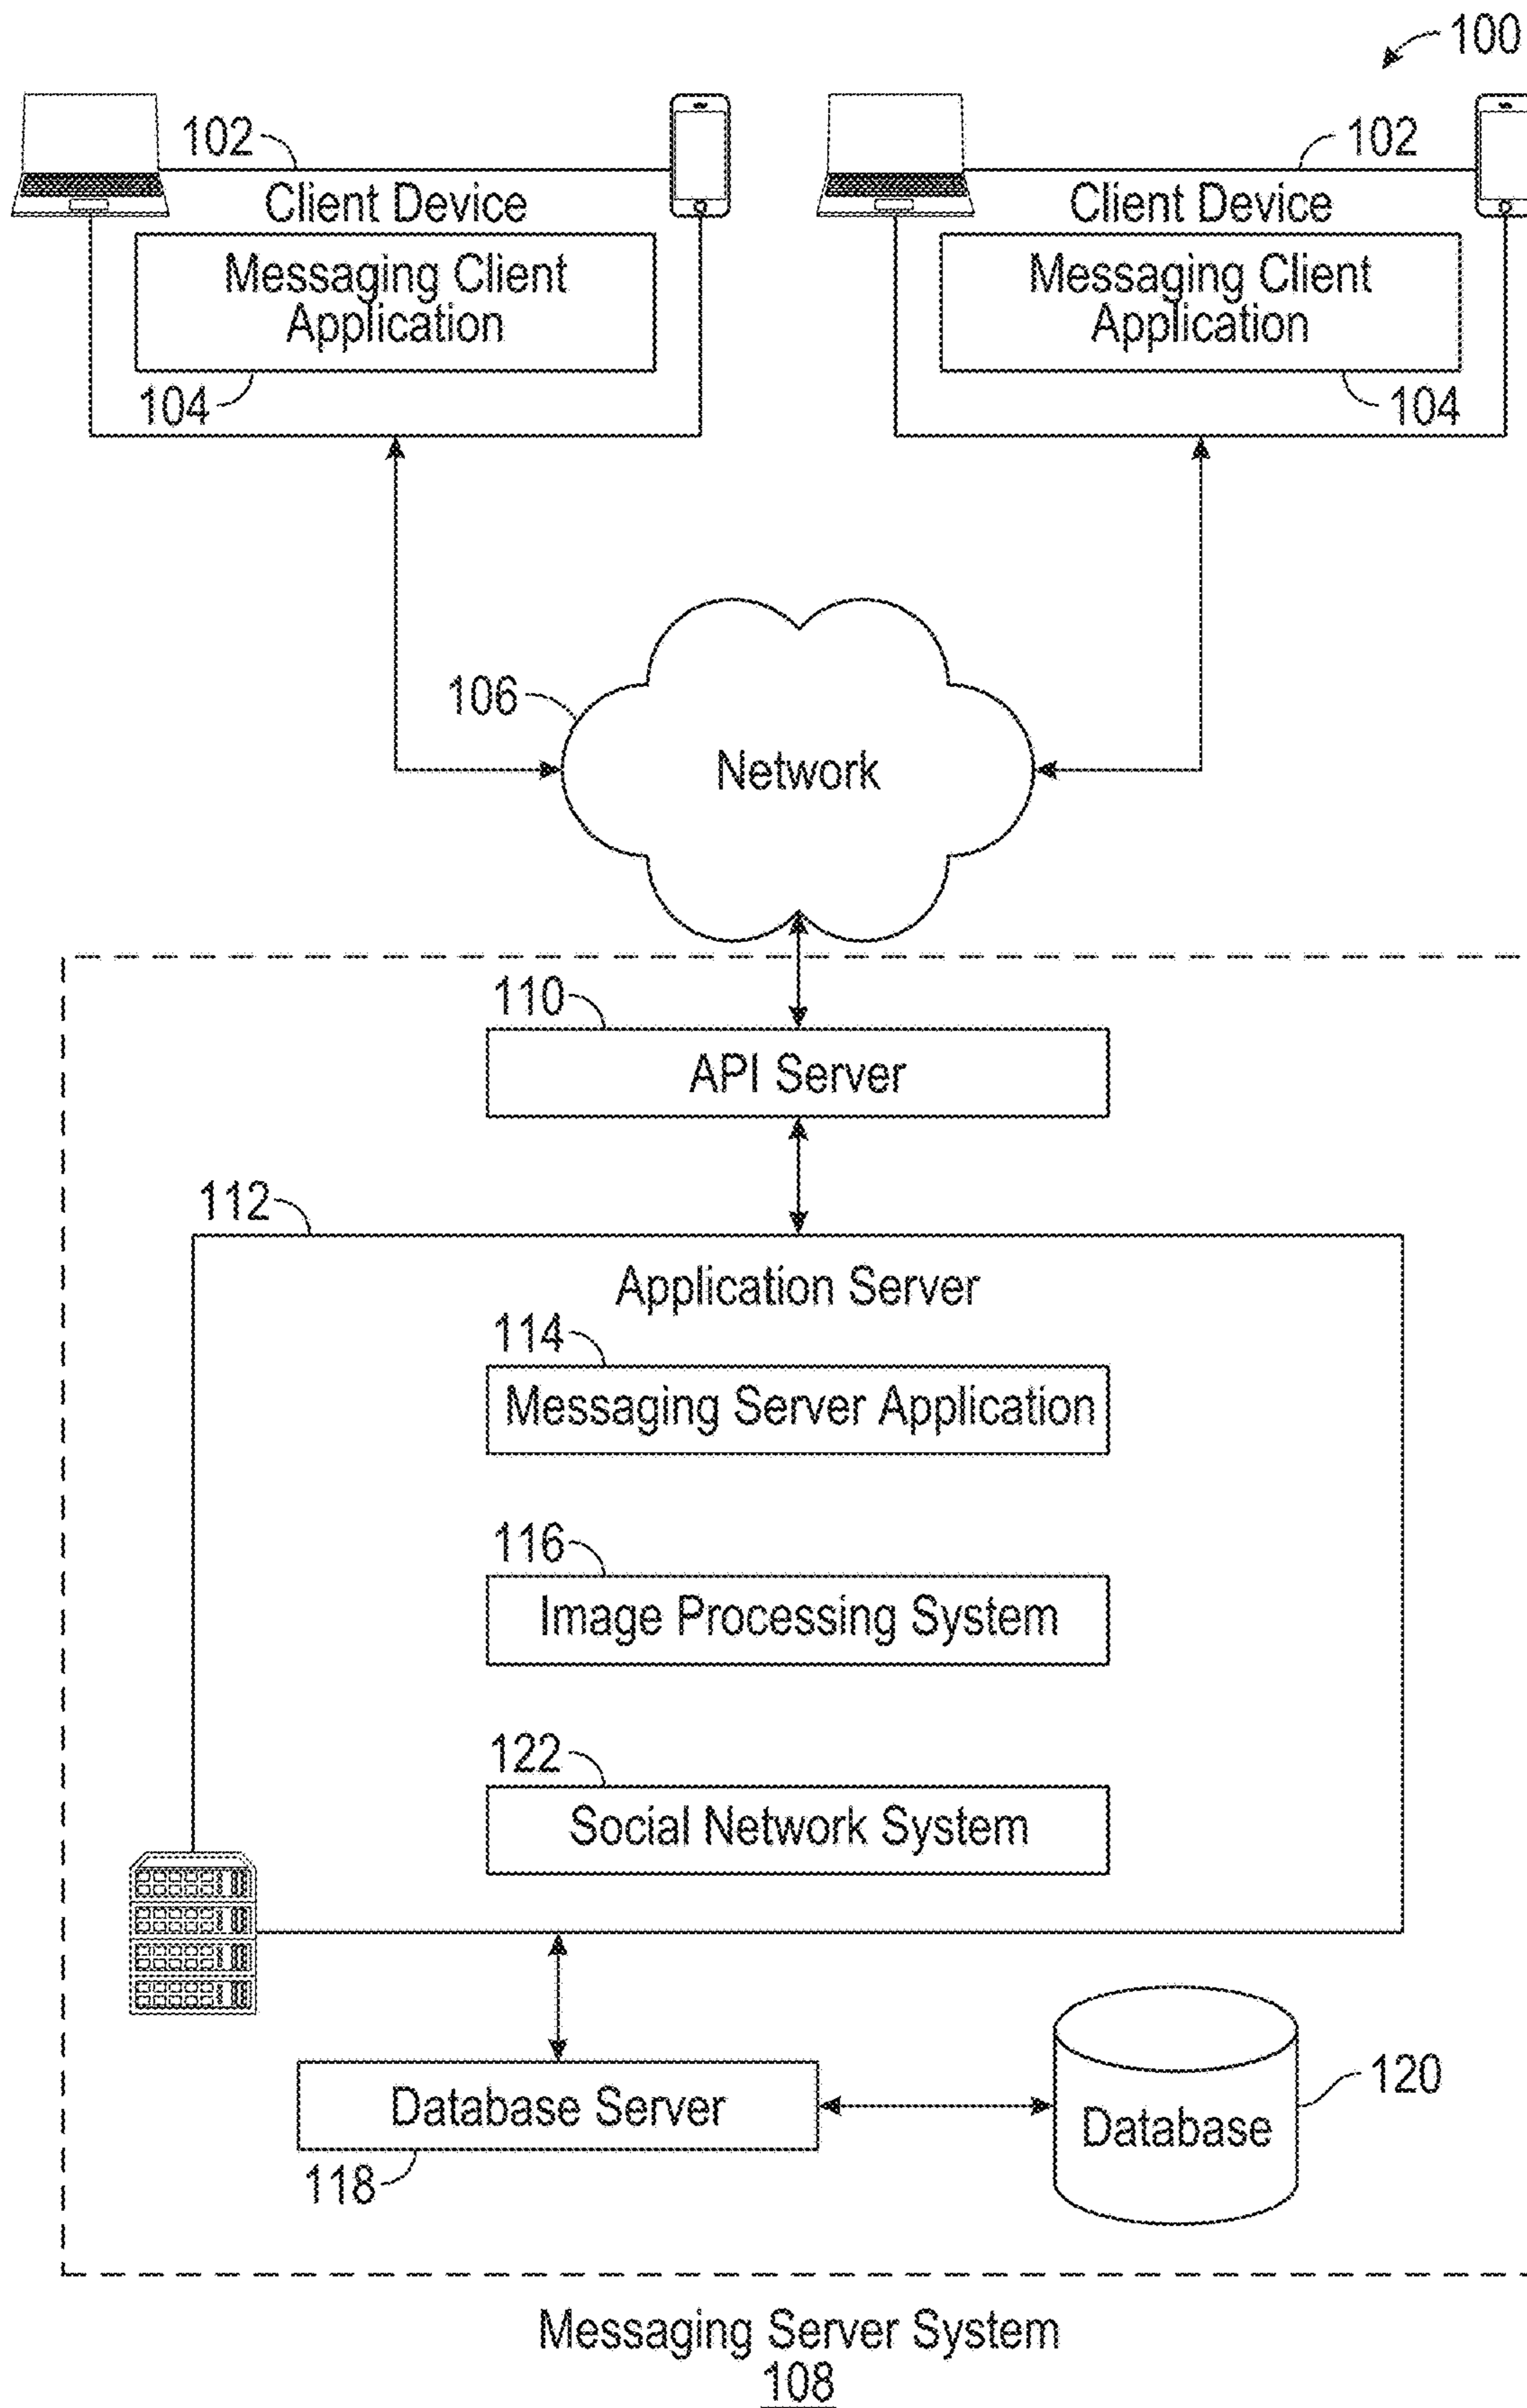 100
102
102
Client Device
Client Device
Messaging Client
Application
Messaging Client
Application
104
104
106
Network
110
API Server
112
Application Server
114
Messaging Server Application
116
Image Processing System
122
Social Network System
Database Server
118
Database
120
Messaging Server System
108